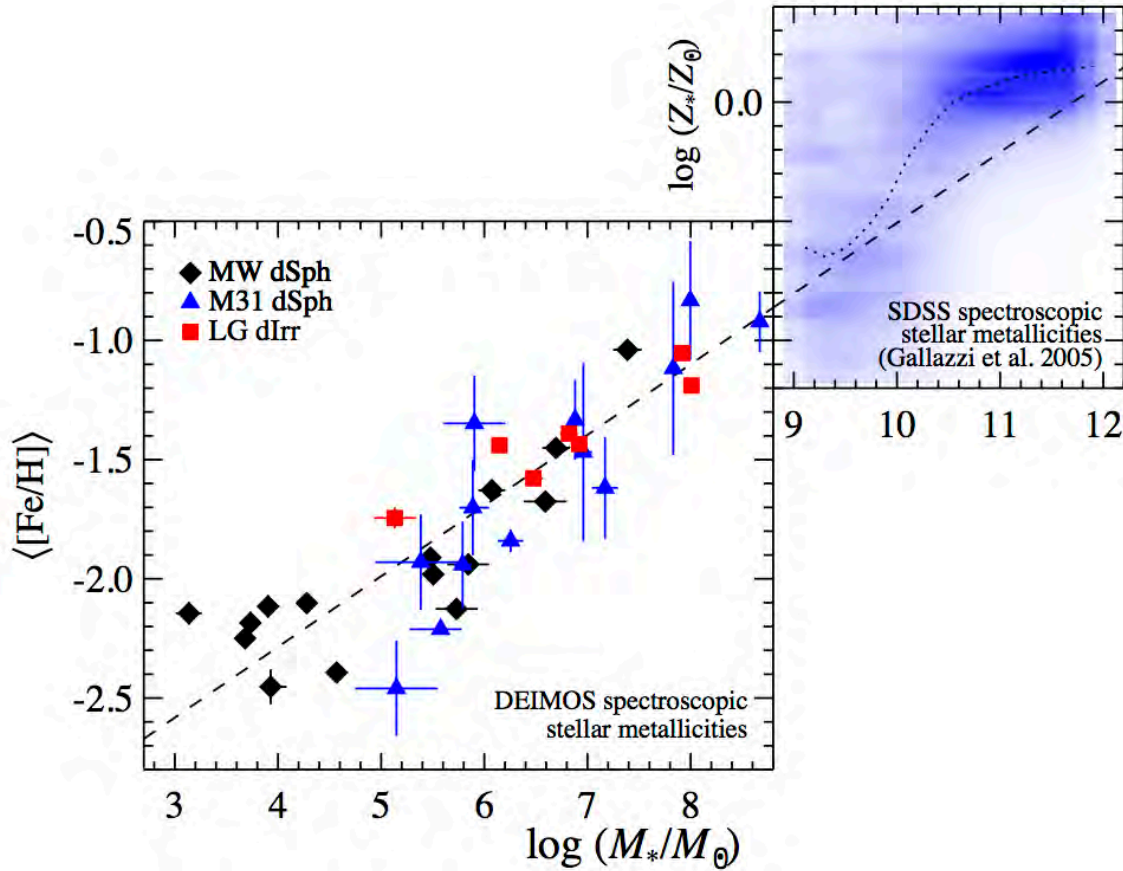 log (Z*/Z⊙)
0.0
SDSS spectroscopic
stellar metallicities
(Gallazzi et al. 2005)
9 10 11 12
⟨[Fe/H]⟩
-0.5
-1.0
-1.5
-2.0
-2.5
MW dSph
M31 dSph
LG dIrr
DEIMOS spectroscopic
stellar metallicities
3 4 5 6 7 8
log (M*/M⊙)